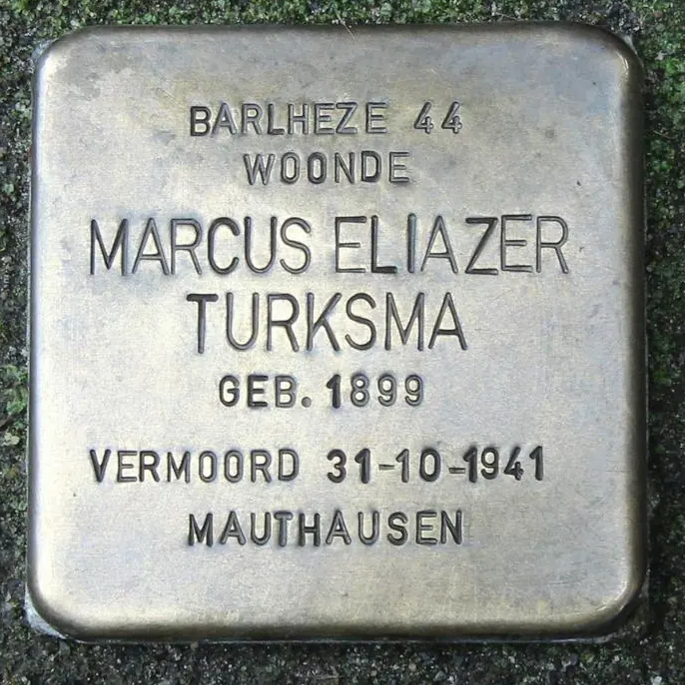 BARLHEZE 44
WOONDE
MARCUS ELIAZER
TURKSMA
GEB. 1899
VERMOORD 31-10-1941
MAUTHAUSEN